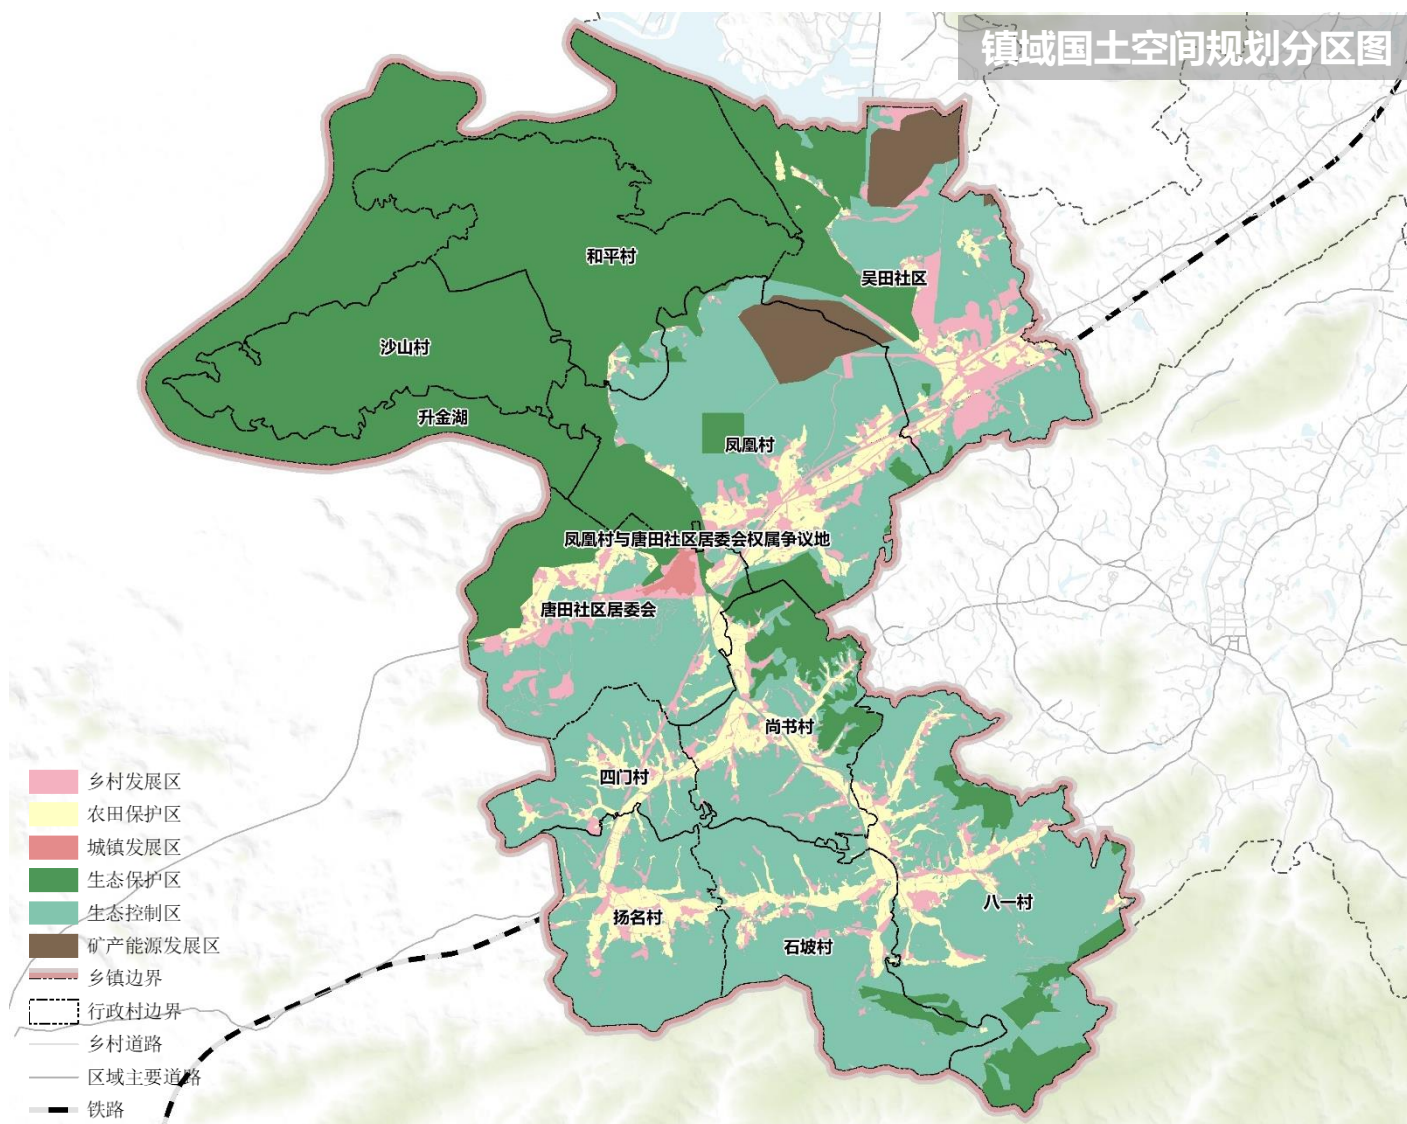 镇域国土空间规划分区图
和平村
吴田社区
沙山村
升金湖
凤凰村
凤凰村与唐田社区居委会权属争议地
唐田社区居委会
尚书村
四门村
八一村
扬名村
石坡村
乡村发展区
农田保护区
城镇发展区
生态保护区
生态控制区
矿产能源发展区
乡镇边界
行政村边界
乡村道路
区域主要道路
铁路